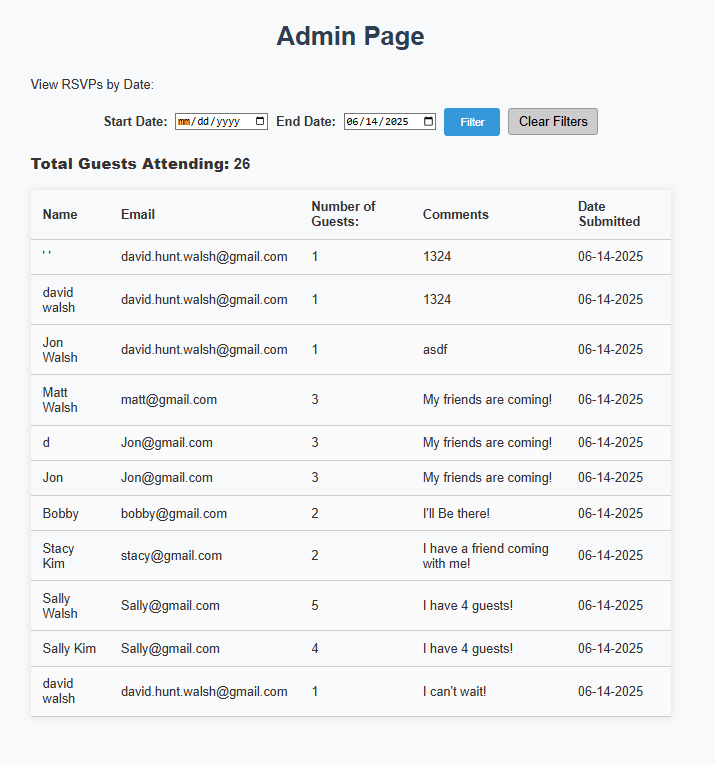 Admin Page
View RSVPs by Date:
Start Date: mm/dd/yyyy End Date: 06/14/2025 Filter Clear Filters
Total Guests Attending: 26
Name Email Number of Guests: Comments Date Submitted
' ' david.hunt.walsh@gmail.com 1 1324 06-14-2025
david walsh david.hunt.walsh@gmail.com 1 1324 06-14-2025
Jon Walsh david.hunt.walsh@gmail.com 1 asdf 06-14-2025
Matt Walsh matt@gmail.com 3 My friends are coming! 06-14-2025
d Jon@gmail.com 3 My friends are coming! 06-14-2025
Jon Jon@gmail.com 3 My friends are coming! 06-14-2025
Bobby bobby@gmail.com 2 I'll Be there! 06-14-2025
Stacy Kim stacy@gmail.com 2 I have a friend coming with me! 06-14-2025
Sally Walsh Sally@gmail.com 5 I have 4 guests! 06-14-2025
Sally Kim Sally@gmail.com 4 I have 4 guests! 06-14-2025
david walsh david.hunt.walsh@gmail.com 1 I can't wait! 06-14-2025